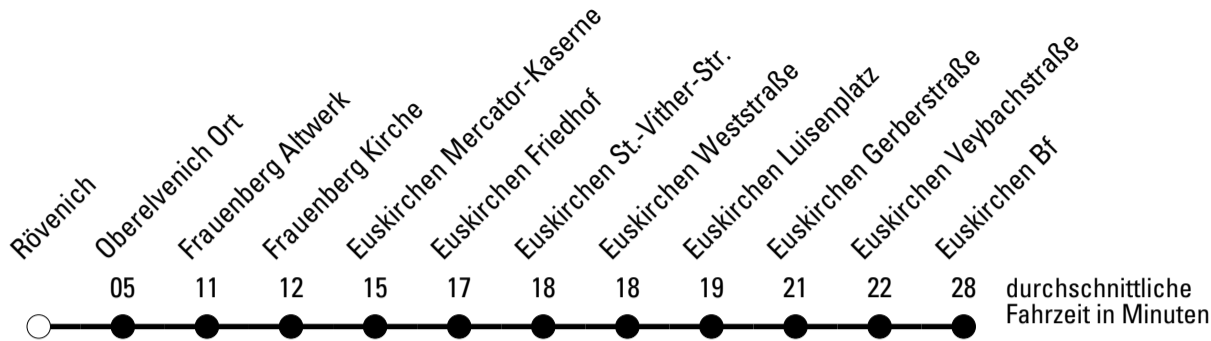 Rövenich
Oberelvenich Ort
Frauenberg Altwerk
Frauenberg Kirche
Euskirchen Mercator-Kaserne
Euskirchen Friedhof
Euskirchen St.-Vither-Str.
Euskirchen Weststraße
Euskirchen Luisenplatz
Euskirchen Gerberstraße
Euskirchen Veybachstraße
Euskirchen Bf
05 11 12 15 17 18 18 19 21 22 28
durchschnittliche
Fahrzeit in Minuten